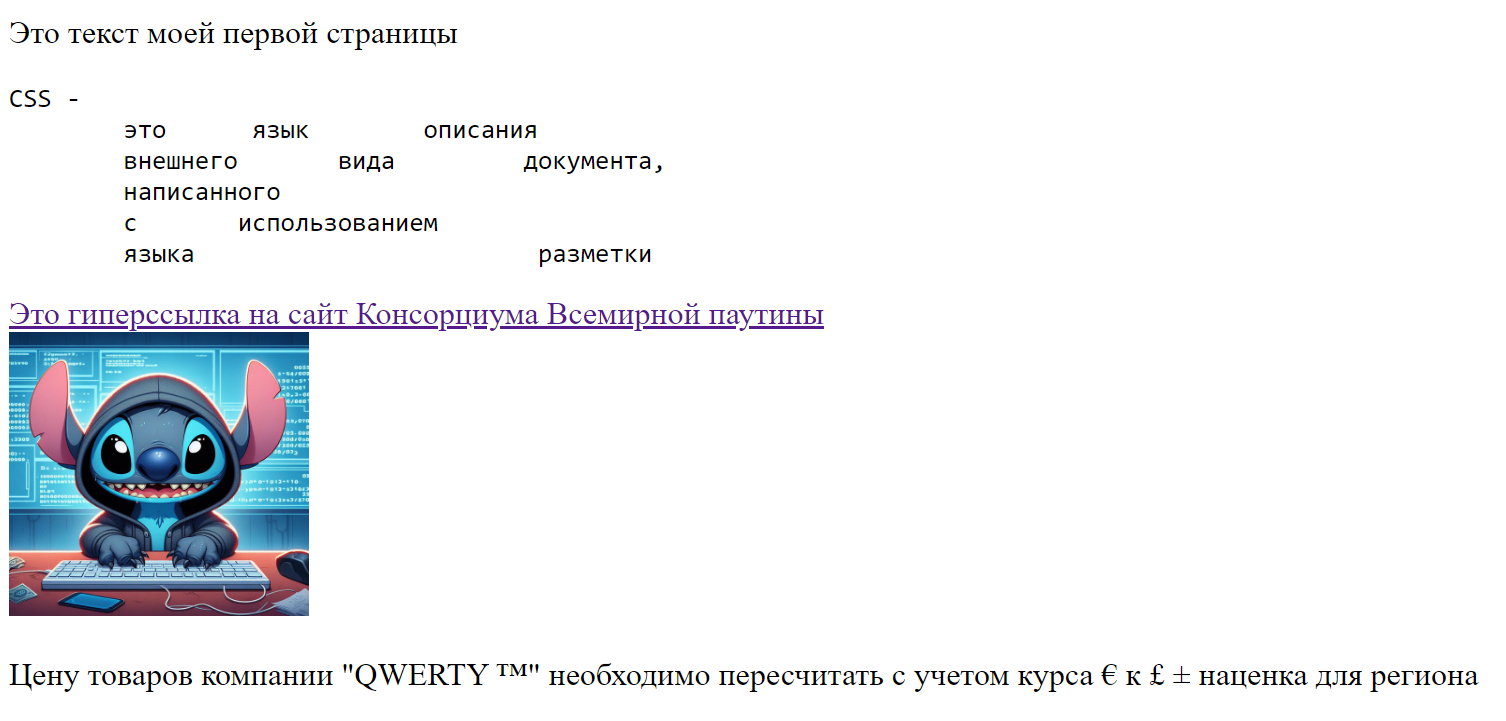 Это текст моей первой страницы
CSS -
это язык описания
внешнего вида документа,
написанного
с использованием
языка разметки
Это гиперссылка на сайт Консорциума Всемирной паутины
Цену товаров компании "QWERTY ™" необходимо пересчитать с учетом курса € к £ ± наценка для региона